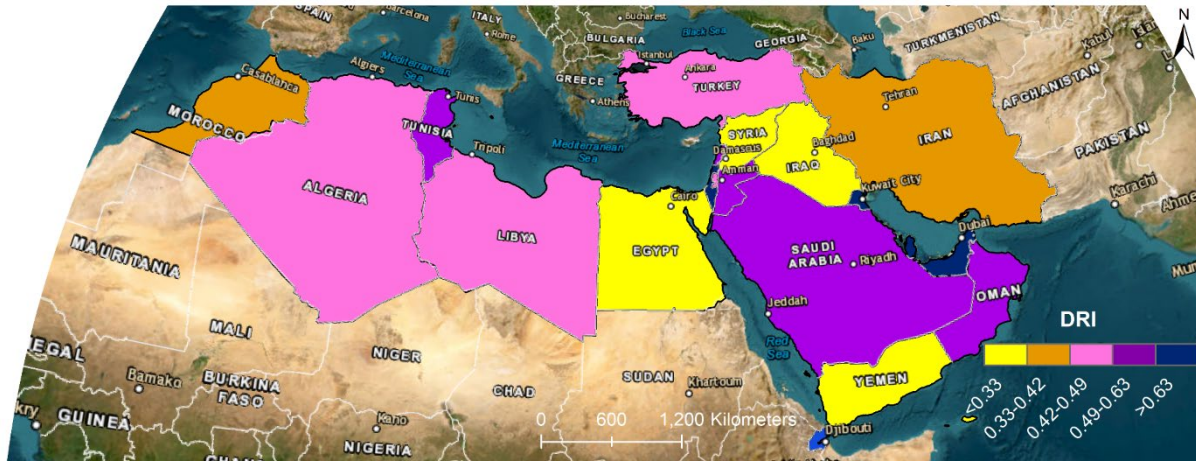 SPAIN
Barcelona
ITALY
Rome
Bucharest
BULGARIA
Black Sea
GEORGIA
Baku
TURKMENISTAN
Kabul
N
Istanbul
Ankara
TURKEY
GREECE
Athens
Algiers
Mediterranean
Sea
Casablanca
MOROCCO
Tunis
TUNISIA
Tripoli
Mediterranean
Sea
SYRIA
Damascus
Amman
Baghdad
IRAQ
Tehran
IRAN
AFGHANISTAN
PAKISTAN
Karachi
Kuwait City
Cairo
ALGERIA
LIBYA
EGYPT
SAUDI
ARABIA
Riyadh
Jeddah
Dubai
OMAN
MAURITANIA
Red
Sea
DRI
<0.33
0.33-0.42
0.42-0.49
0.49-0.63
>0.63
YEMEN
MALI
NIGER
CHAD
SUDAN
Khartoum
Bamako
BURKINA
FASO
Kano
NIGERIA
GUINEA
0 600 1,200 Kilometers
Djibouti